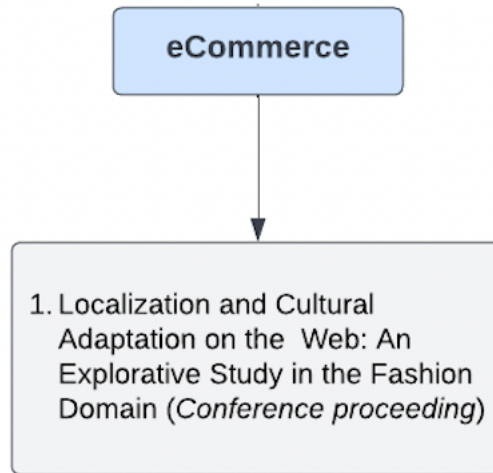 eCommerce
1. Localization and Cultural
Adaptation on the Web: An
Explorative Study in the Fashion
Domain (Conference proceeding)